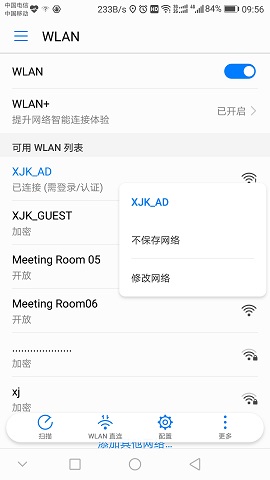 中国电信
中国移动
233B/s HD 4G 4G 84% 09:56
WLAN
WLAN
WLAN+
提升网络智能连接体验
已开启
可用 WLAN 列表
XJK_AD
已连接 (需登录/认证)
XJK_GUEST
加密
Meeting Room 05
开放
Meeting Room06
开放
....................
加密
xj
加密
XJK_AD
不保存网络
修改网络
扫描
WLAN 直连
配置
更多
添加其他网络...